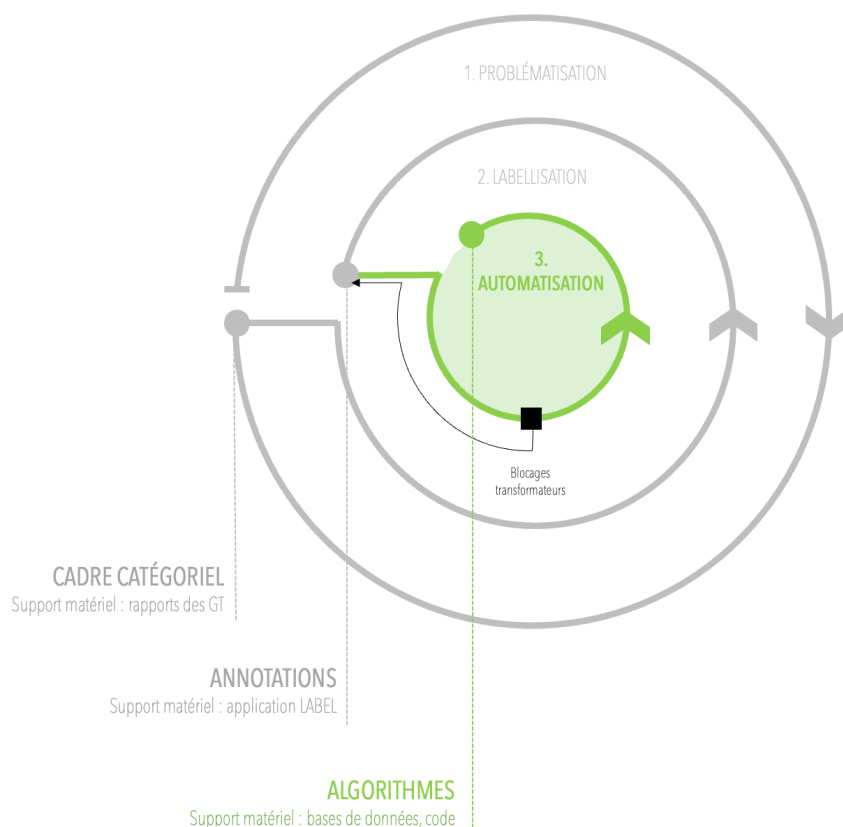 1. PROBLÉMATISATION
2. LABELLISATION
3.
AUTOMATISATION
Blocages
transformateurs
CADRE CATÉGORIEL
Support matériel : rapports des GT
ANNOTATIONS
Support matériel : application LABEL
ALGORITHMES
Support matériel : bases de données, code